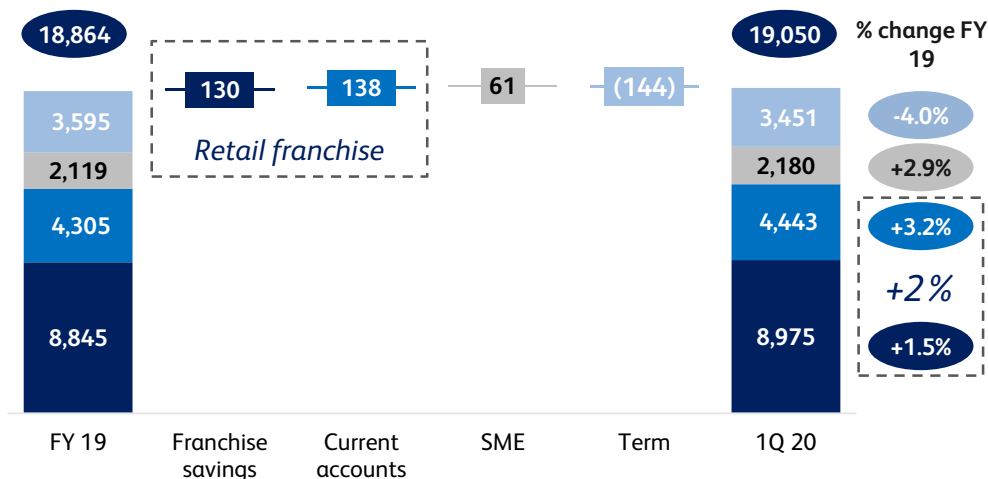 18,864
19,050
% change FY
19
130
138
61
(144)
Retail franchise
3,595
2,119
4,305
8,845
3,451
2,180
4,443
8,975
-4.0%
+2.9%
+3.2%
+2%
+1.5%
FY 19
Franchise
savings
Current
accounts
SME
Term
1Q 20